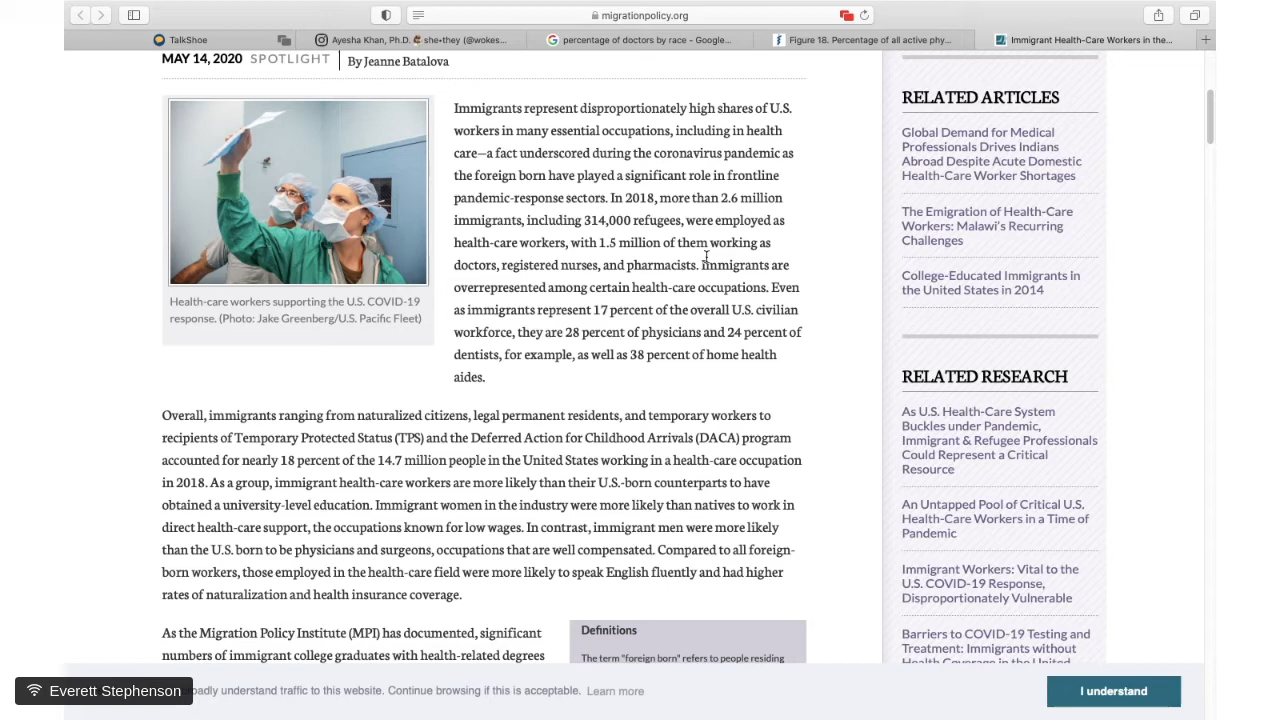 migrationpolicy.org
TalkShoe
Ayesha Khan, Ph.D. 💃🏽 she•they (@wokes...
percentage of doctors by race - Google...
Figure 18. Percentage of all active phy...
Immigrant Health-Care Workers in the...
MAY 14, 2020 SPOTLIGHT By Jeanne Batalova
Health-care workers supporting the U.S. COVID-19
response. (Photo: Jake Greenberg/U.S. Pacific Fleet)
Immigrants represent disproportionately high shares of U.S.
workers in many essential occupations, including in health
care—a fact underscored during the coronavirus pandemic as
the foreign born have played a significant role in frontline
pandemic-response sectors. In 2018, more than 2.6 million
immigrants, including 314,000 refugees, were employed as
health-care workers, with 1.5 million of them working as
doctors, registered nurses, and pharmacists. Immigrants are
overrepresented among certain health-care occupations. Even
as immigrants represent 17 percent of the overall U.S. civilian
workforce, they are 28 percent of physicians and 24 percent of
dentists, for example, as well as 38 percent of home health
aides.
Overall, immigrants ranging from naturalized citizens, legal permanent residents, and temporary workers to
recipients of Temporary Protected Status (TPS) and the Deferred Action for Childhood Arrivals (DACA) program
accounted for nearly 18 percent of the 14.7 million people in the United States working in a health-care occupation
in 2018. As a group, immigrant health-care workers are more likely than their U.S.-born counterparts to have
obtained a university-level education. Immigrant women in the industry were more likely than natives to work in
direct health-care support, the occupations known for low wages. In contrast, immigrant men were more likely
than the U.S. born to be physicians and surgeons, occupations that are well compensated. Compared to all foreign-
born workers, those employed in the health-care field were more likely to speak English fluently and had higher
rates of naturalization and health insurance coverage.
As the Migration Policy Institute (MPI) has documented, significant
numbers of immigrant college graduates with health-related degrees
Definitions
The term "foreign born" refers to people residing
RELATED ARTICLES
Global Demand for Medical
Professionals Drives Indians
Abroad Despite Acute Domestic
Health-Care Worker Shortages
The Emigration of Health-Care
Workers: Malawi's Recurring
Challenges
College-Educated Immigrants in
the United States in 2014
RELATED RESEARCH
As U.S. Health-Care System
Buckles under Pandemic,
Immigrant & Refugee Professionals
Could Represent a Critical
Resource
An Untapped Pool of Critical U.S.
Health-Care Workers in a Time of
Pandemic
Immigrant Workers: Vital to the
U.S. COVID-19 Response,
Disproportionately Vulnerable
Barriers to COVID-19 Testing and
Treatment: Immigrants without
Health Coverage in the United
understand traffic to this website. Continue browsing if this is acceptable. Learn more
I understand
Everett Stephenson